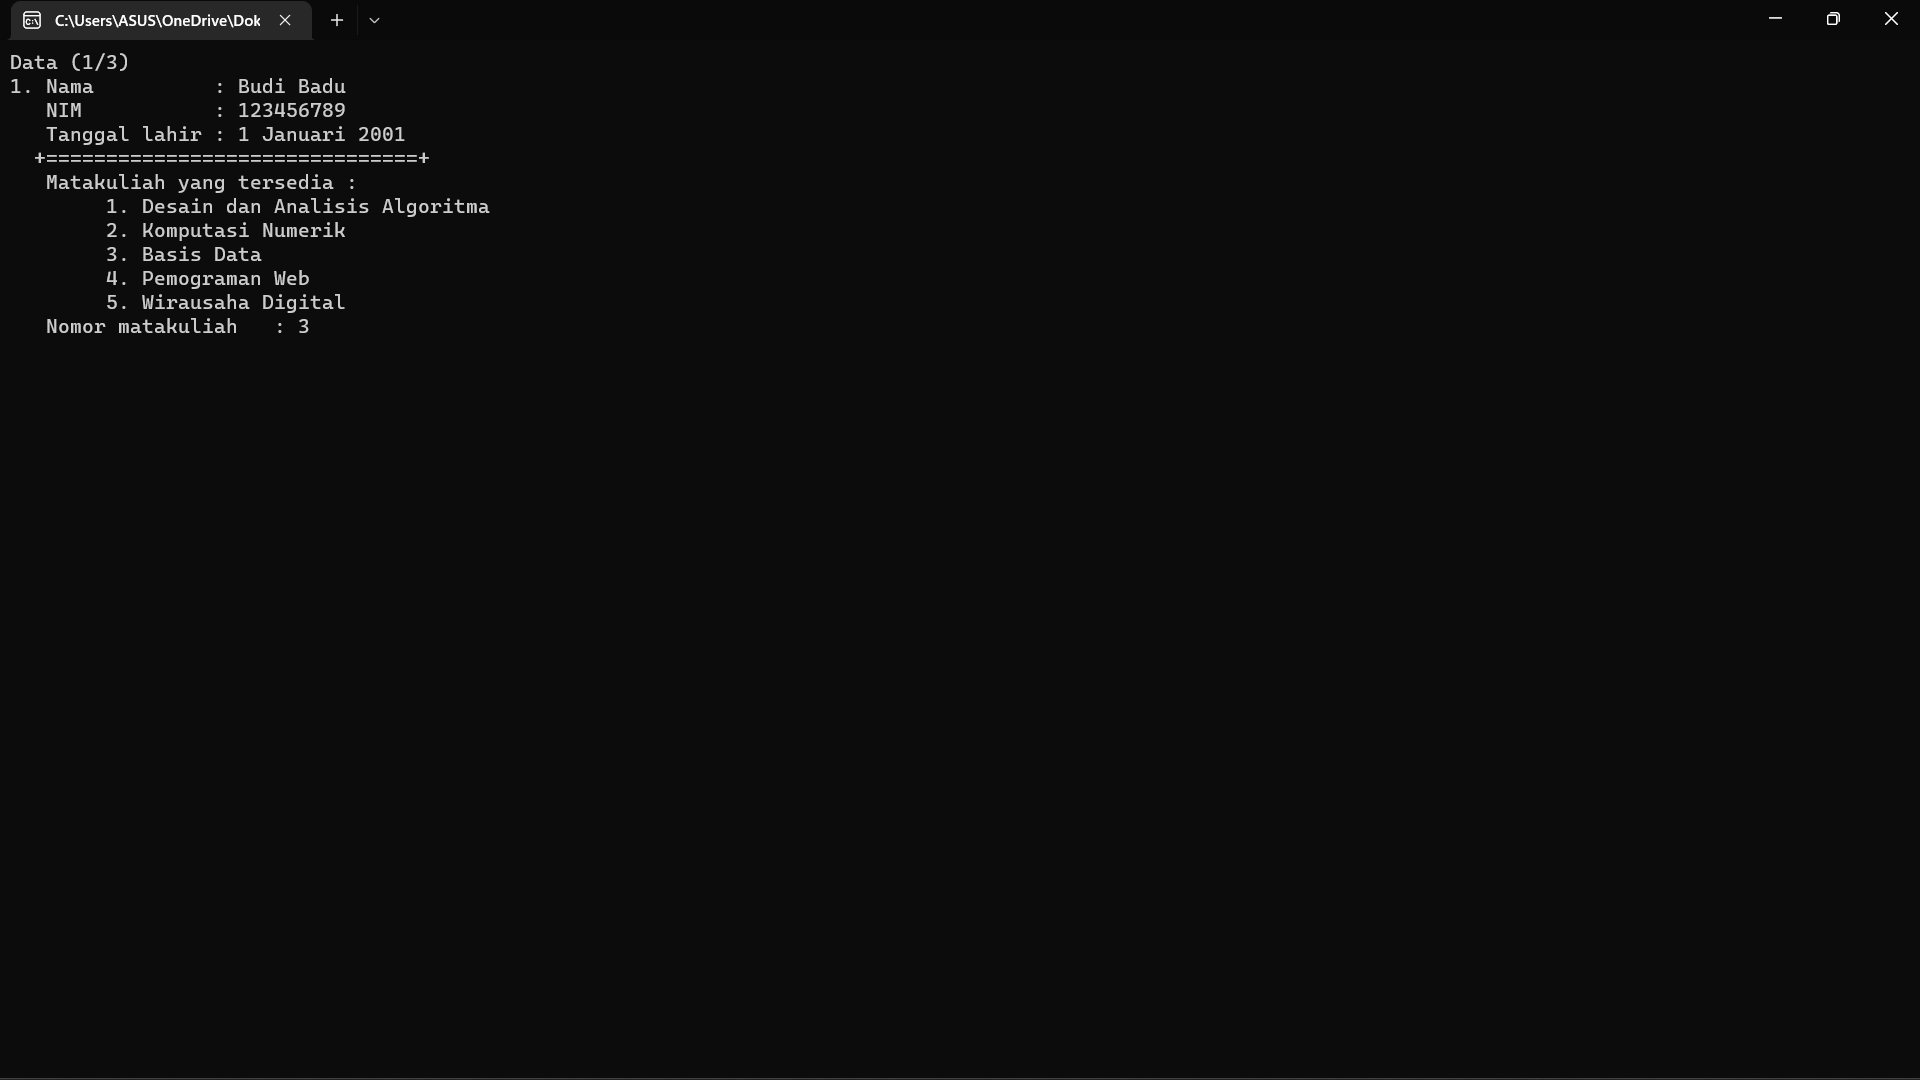 C:\Users\ASUS\OneDrive\Dok
Data (1/3)
1. Nama          : Budi Badu
   NIM           : 123456789
   Tanggal lahir : 1 Januari 2001
  +===============================+
   Matakuliah yang tersedia :
        1. Desain dan Analisis Algoritma
        2. Komputasi Numerik
        3. Basis Data
        4. Pemograman Web
        5. Wirausaha Digital
   Nomor matakuliah   : 3